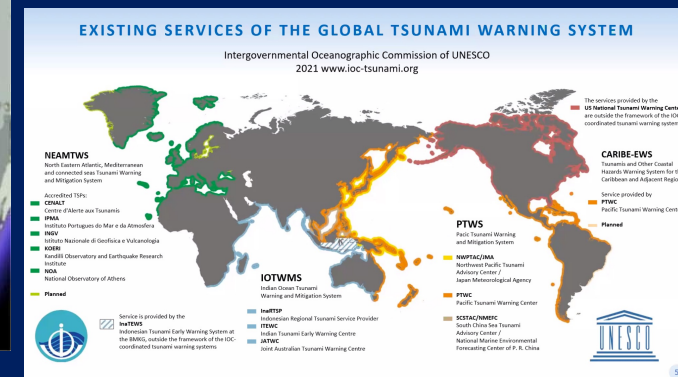 EXISTING SERVICES OF THE GLOBAL TSUNAMI WARNING SYSTEM
Intergovernmental Oceanographic Commission of UNESCO
2021 www.ioc-tsunami.org
The services provided by the
US National Tsunami Warning Cente
are outside the framework of the IOC
coordinated tsunami warning system
NEAMTWS
North Eastern Atlantic, Mediterranean
and connected seas Tsunami Warning
and Mitigation System
Accredited TSPs:
CENALT
Centre d'Alerte aux Tsunamis
IPMA
Instituto Portugues do Mar e da Atmosfera
INGV
Istituto Nazionale di Geofisica e Vulcanologia
KOERI
Kandilli Observatory and Earthquake Research
Institute
NOA
National Observatory of Athens
Planned
Service is provided by the
InaTEWS
Indonesian Tsunami Early Warning System at
the BMKG, outside the framework of the IOC-
coordinated tsunami warning systems
IOTWMS
Indian Ocean Tsunami
Warning and Mitigation System
InaRTSP
Indonesian Regional Tsunami Service Provider
ITEWC
Indian Tsunami Early Warning Centre
JATWC
Joint Australian Tsunami Warning Centre
PTWS
Pacic Tsunami Warning
and Mitigation System
NWPTAC/JMA
Northwest Pacific Tsunami
Advisory Center /
Japan Meteorological Agency
PTWC
Pacific Tsunami Warning Center
SCSTAC/NMEFC
South China Sea Tsunami
Advisory Center /
National Marine Environmental
Forecasting Center of P. R. China
CARIBE-EWS
Tsunamis and Other Coastal
Hazards Warning System for th
Caribbean and Adjacent Regio
Service provided by
PTWC
Pacific Tsunami Warning Cent
Planned
UNESCO
5